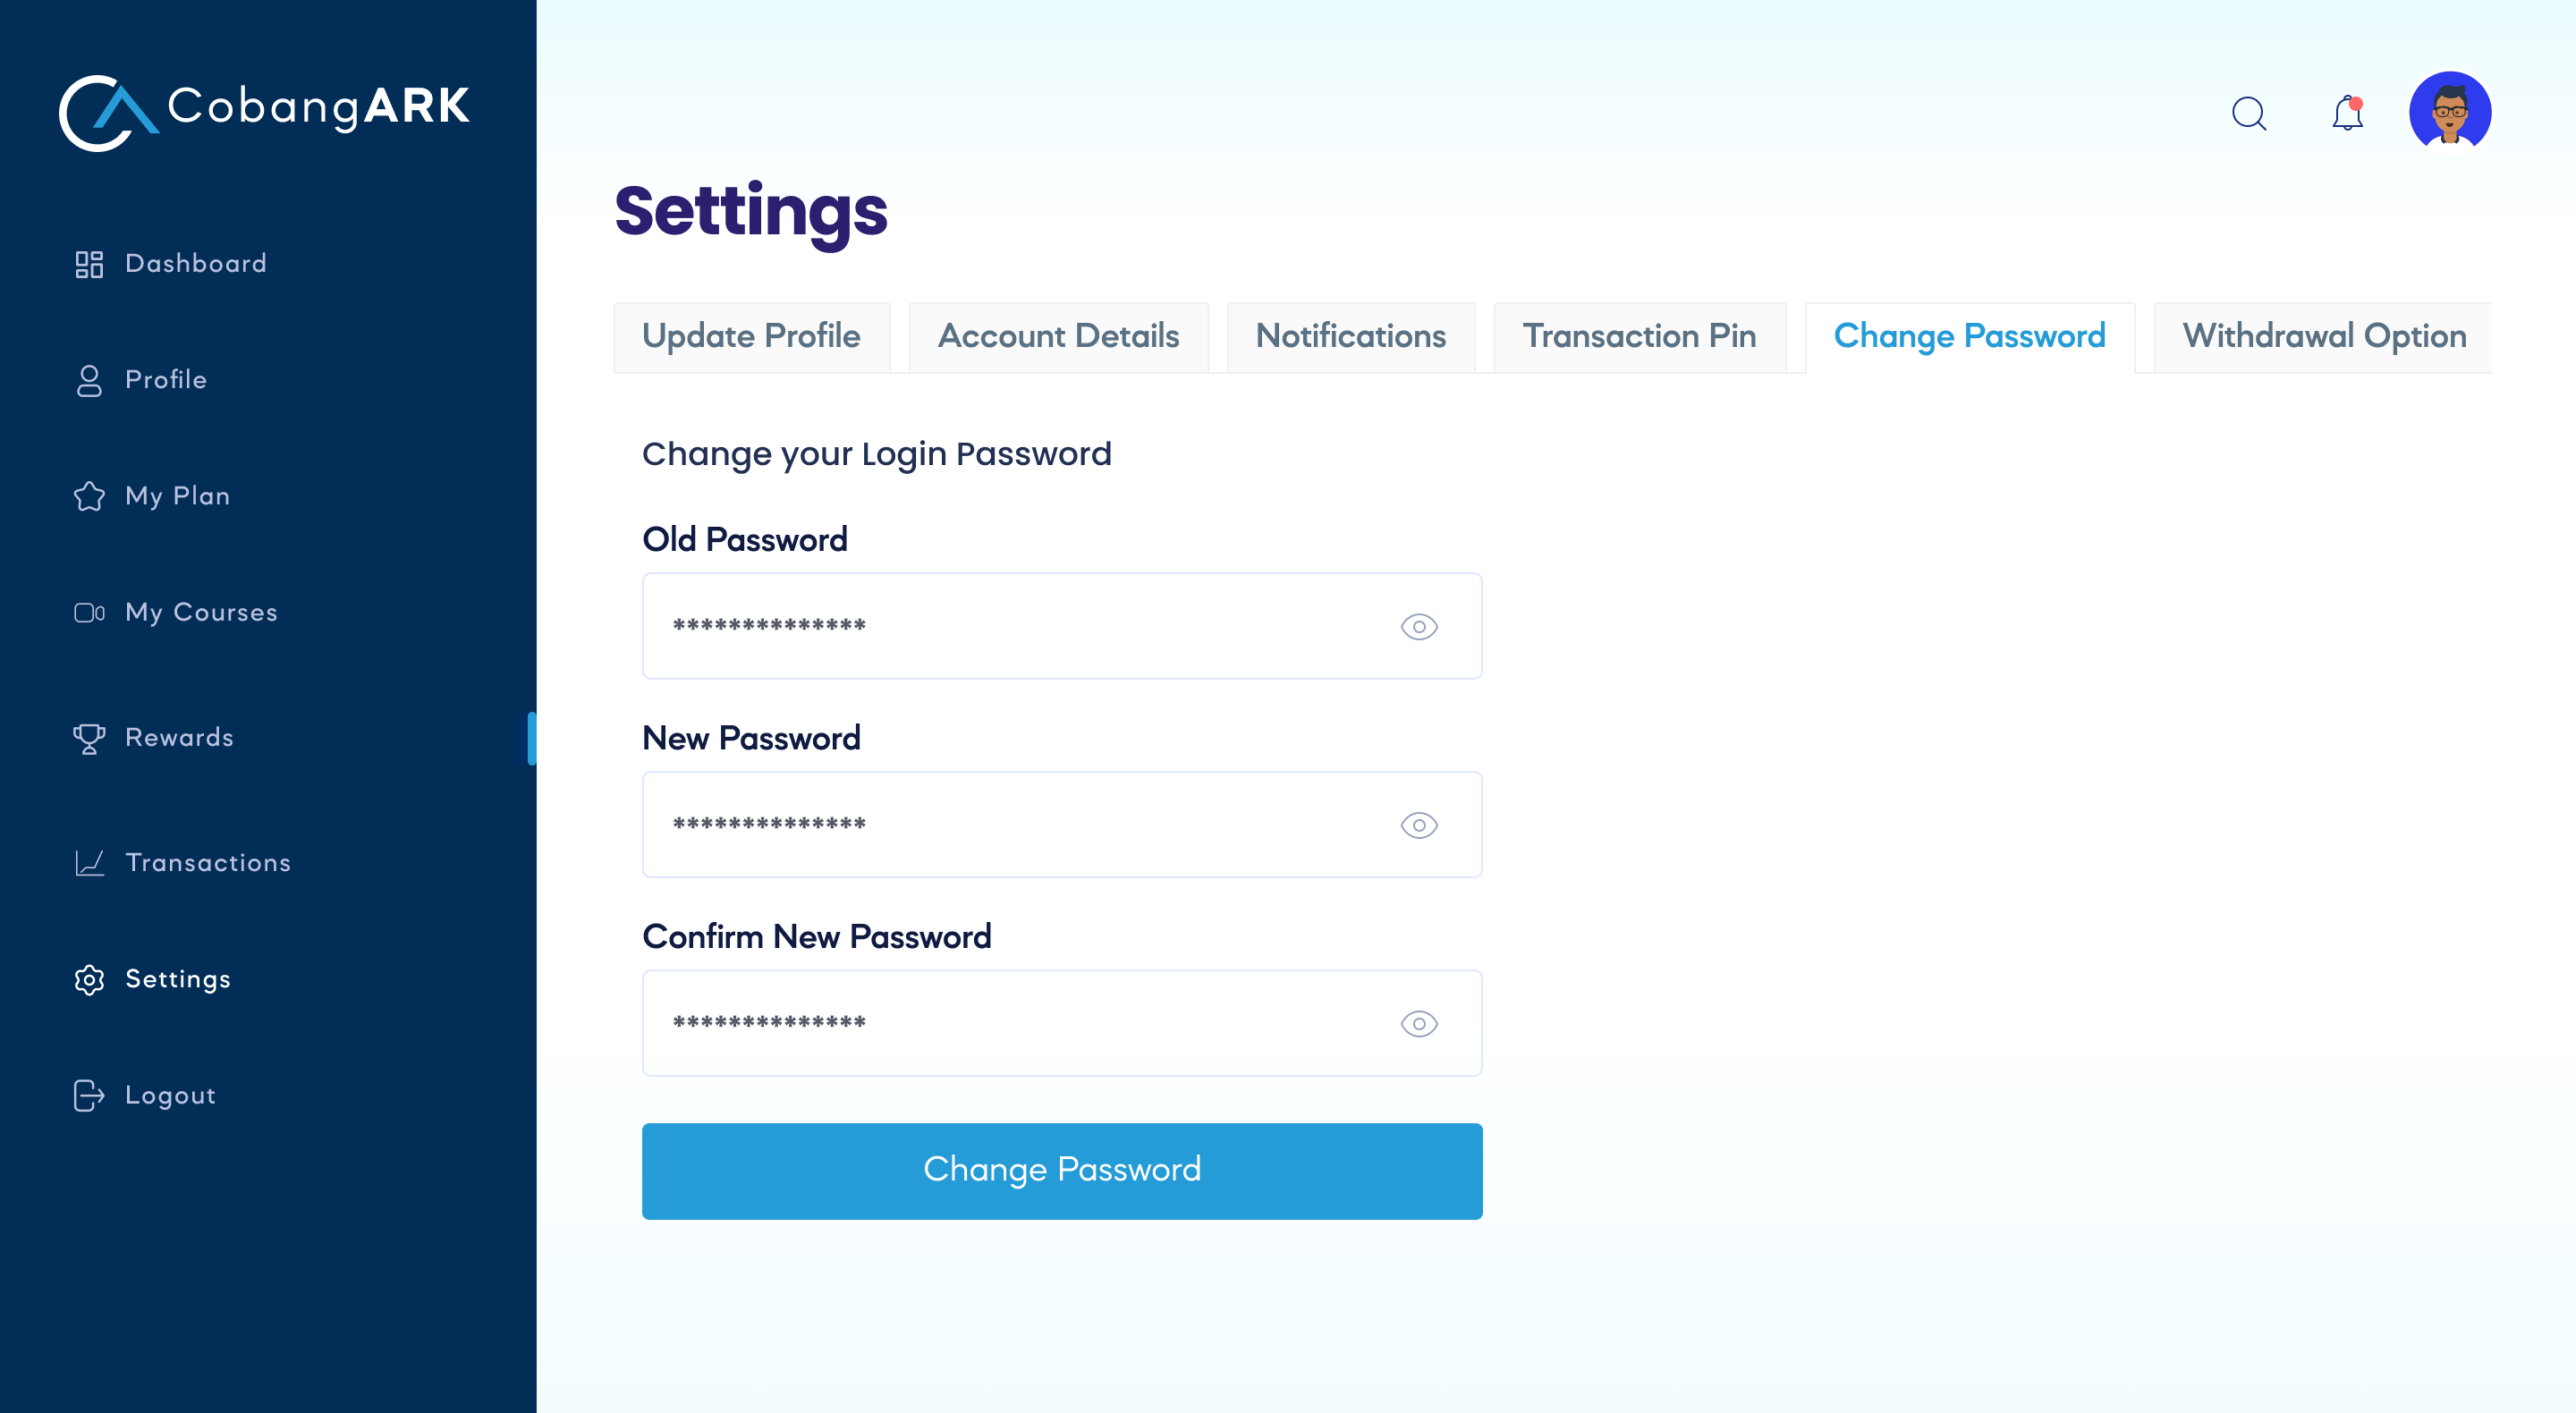 CobangARK
Dashboard
Profile
My Plan
My Courses
Rewards
Transactions
Settings
Logout
Settings
Update Profile
Account Details
Notifications
Transaction Pin
Change Password
Withdrawal Option
Change your Login Password
Old Password
**************
New Password
**************
Confirm New Password
**************
Change Password